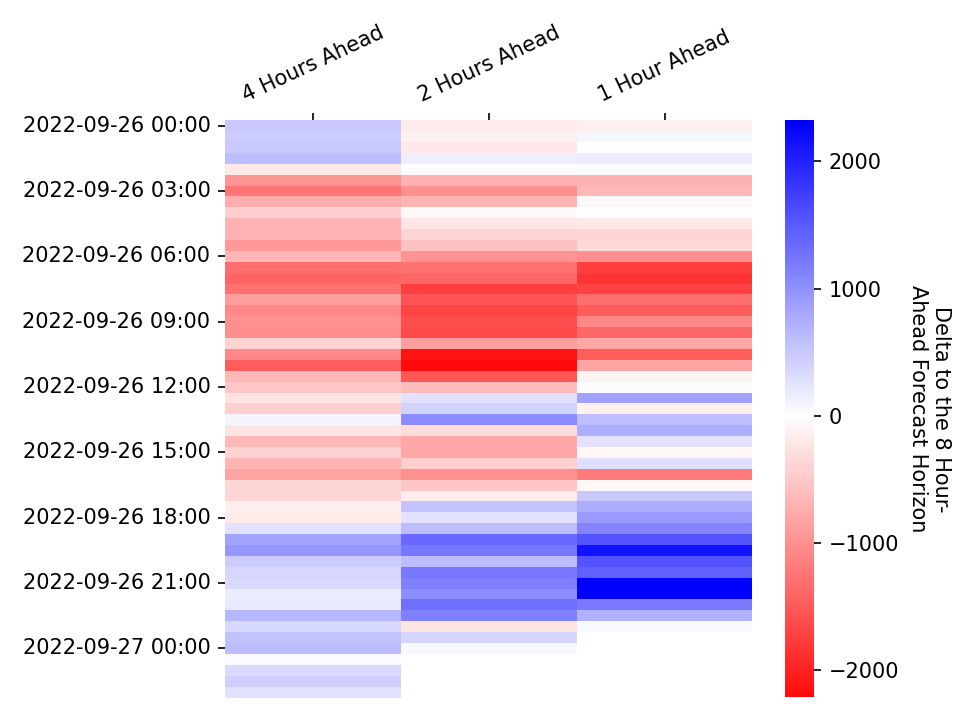 4 Hours Ahead
2 Hours Ahead
1 Hour Ahead
2022-09-26 00:00
2022-09-26 03:00
2022-09-26 06:00
2022-09-26 09:00
2022-09-26 12:00
2022-09-26 15:00
2022-09-26 18:00
2022-09-26 21:00
2022-09-27 00:00
2000
1000
0
−1000
−2000
Delta to the 8 Hour-
Ahead Forecast Horizon